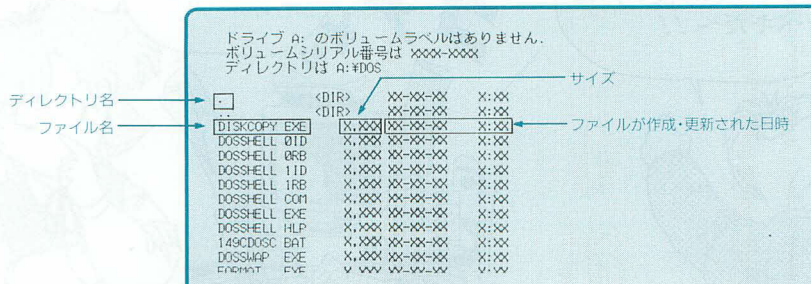 ドライブ A: のボリュームラベルはありません.
ボリュームシリアル番号は XXXX-XXXX
ディレクトリは A:¥DOS
サイズ
ディレクトリ名
. <DIR> XX-XX-XX X:XX
.. <DIR> XX-XX-XX X:XX
ファイル名
DISKCOPY EXE X,XXX XX-XX-XX X:XX
ファイルが作成・更新された日時
DOSSHELL 0ID X,XXX XX-XX-XX X:XX
DOSSHELL 0RB X,XXX XX-XX-XX X:XX
DOSSHELL 1ID X,XXX XX-XX-XX X:XX
DOSSHELL 1RB X,XXX XX-XX-XX X:XX
DOSSHELL COM X,XXX XX-XX-XX X:XX
DOSSHELL EXE X,XXX XX-XX-XX X:XX
DOSSHELL HLP X,XXX XX-XX-XX X:XX
149CDOSC BAT X,XXX XX-XX-XX X:XX
DOSSWAP EXE X,XXX XX-XX-XX X:XX
FORMAT EXE X,XXX XX-XX-XX X:XX